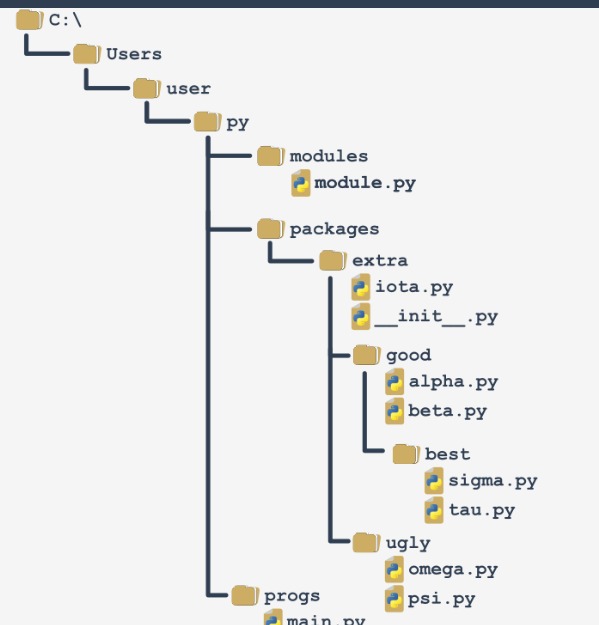 C:\
Users
user
py
modules
module.py
packages
extra
iota.py
__init__.py
good
alpha.py
beta.py
best
sigma.py
tau.py
ugly
omega.py
psi.py
progs
main.py